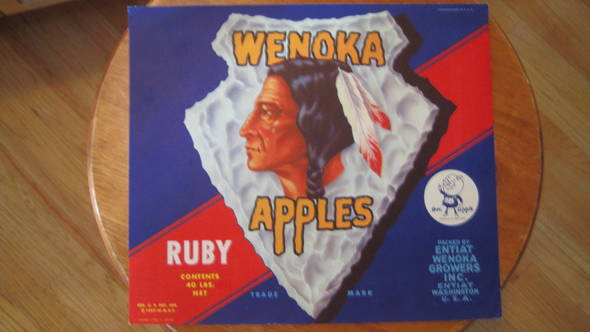 WENOKA
APPLES
RUBY
CONTENTS
40 LBS.
NET
TRADE MARK
PACKED BY
ENTIAT
WENOKA
GROWERS
INC.
ENTIAT
WASHINGTON
U. S. A.